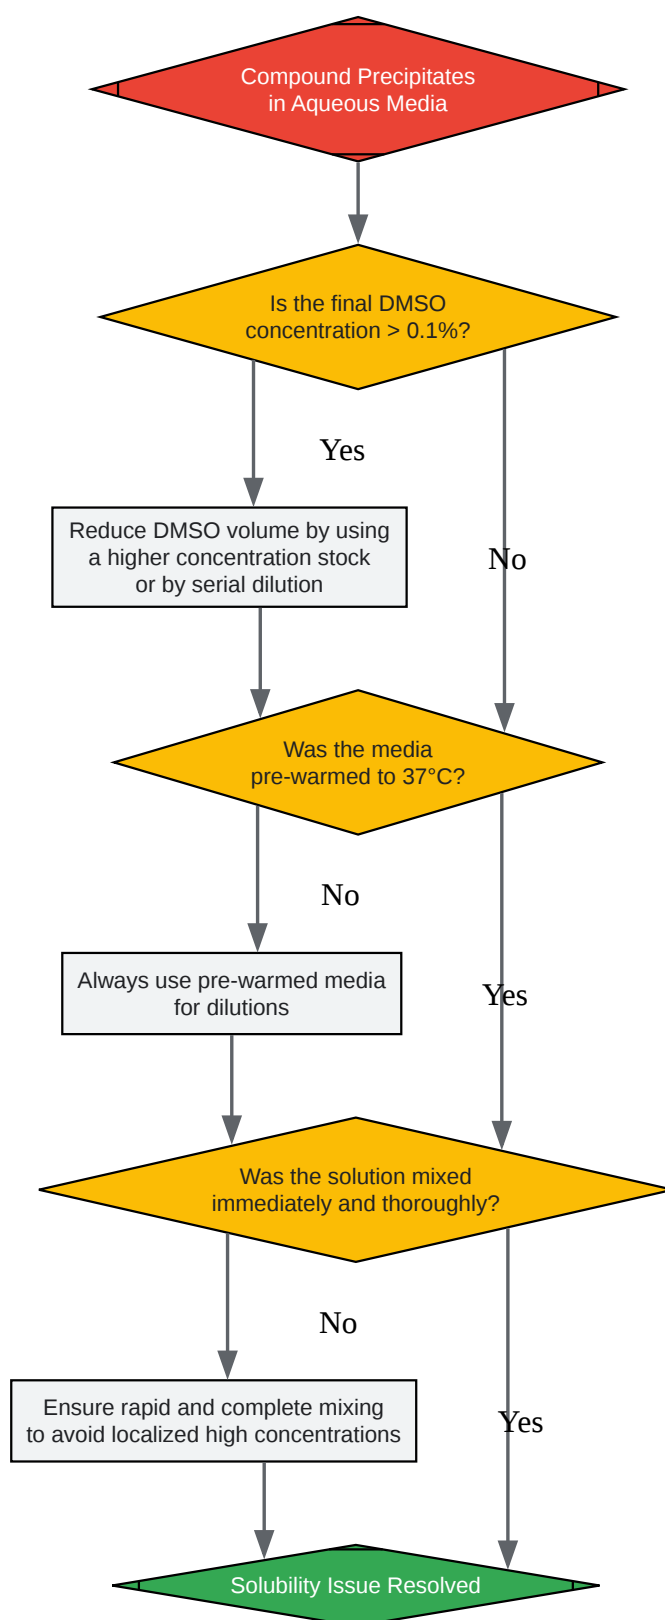 Compound Precipitates
in Aqueous Media
Is the final DMSO
concentration > 0.1%?
Yes
Reduce DMSO volume by using
a higher concentration stock
or by serial dilution
No
Was the media
pre-warmed to 37°C?
No
Always use pre-warmed media
for dilutions
Yes
Was the solution mixed
immediately and thoroughly?
No
Ensure rapid and complete mixing
to avoid localized high concentrations
Yes
Solubility Issue Resolved